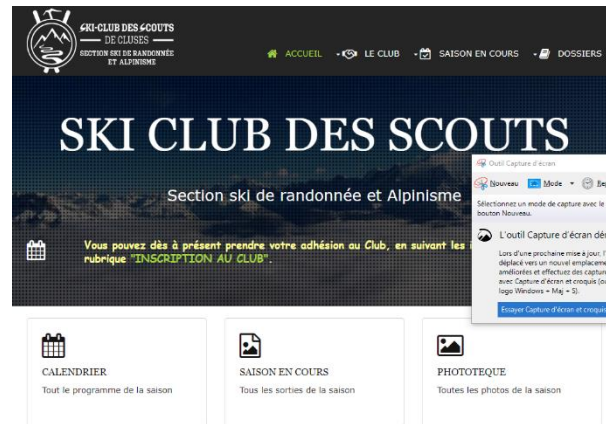 SKI-CLUB DES SCOUTS
DE CLUSES
SECTION SKI DE RANDONNÉE
ET ALPINISME
ACCUEIL LE CLUB SAISON EN COURS DOSSIERS
SKI CLUB DES SCOUTS
Section ski de randonnée et Alpinisme
Vous pouvez dès à présent prendre votre adhésion au Club, en suivant les
rubrique "INSCRIPTION AU CLUB".
Outil Capture d'écran
Nouveau Mode
Sélectionnez un mode de capture avec le
bouton Nouveau.
L'outil Capture d'écran
Lors d'une prochaine mise à jour,
déplacé vers un nouvel
améliorées et effectuez des
avec Capture d'écran et croquis
logo Windows + Maj + S).
Essayer Capture d'écran et croquis
CALENDRIER
Tout le programme de la saison
SAISON EN COURS
Tous les sorties de la saison
PHOTOTEQUE
Toutes les photos de la saison